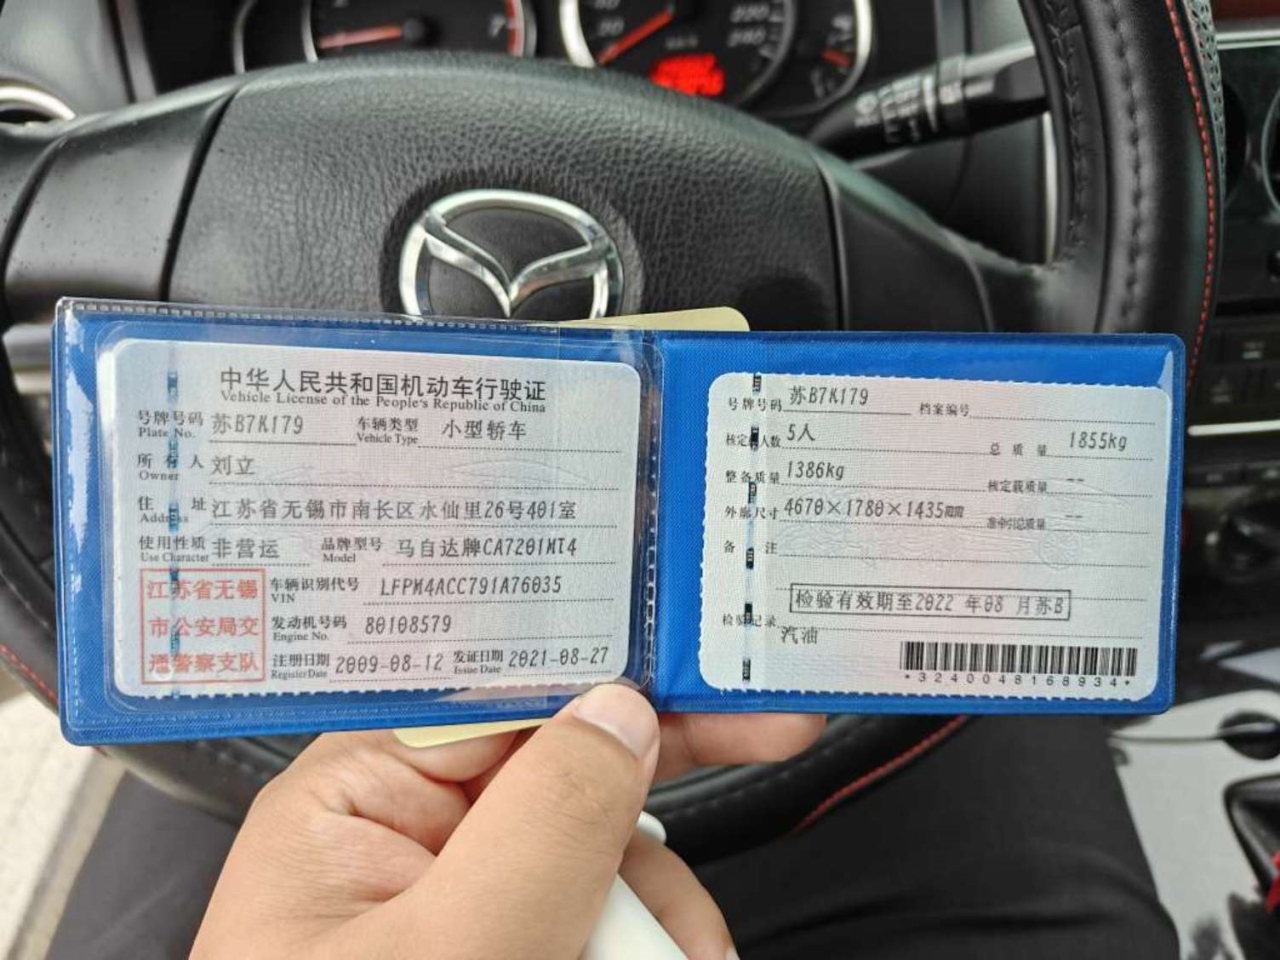 中华人民共和国机动车行驶证
Vehicle License of the People's Republic of China
号牌号码 苏B7K179 车辆类型 小型轿车
Plate No. Vehicle Type
所有人 刘立
Owner
住址 江苏省无锡市南长区水仙里26号401室
Address
使用性质 非营运 品牌型号 马自达牌CA7201MT4
Use Character Model
江苏省无锡
市公安局交
通警察支队
车辆识别代号 LFPM4ACC791A76035
VIN
发动机号码 80108579
Engine No.
注册日期 2009-08-12 发证日期 2021-08-27
Register Date Issue Date
号牌号码 苏B7K179 档案编号
核定人数 5人 总质量 1855kg
整备质量 1386kg 核定载质量 --
外廓尺寸 4670×1780×1435 准牵引总质量 --
备注
检验有效期至2022 年08 月苏B
检验记录
汽油
*3240048168934*